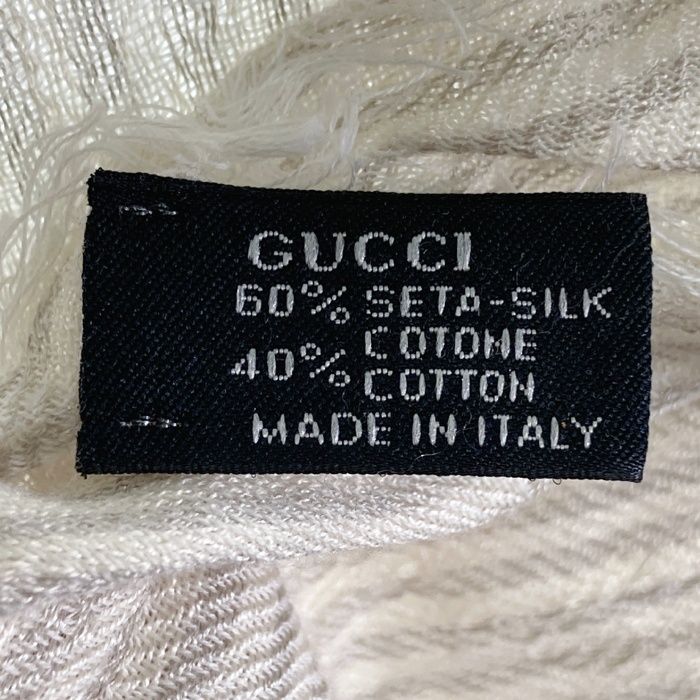 GUCCI
60% SETA-SILK
40% COTONE
COTTON
MADE IN ITALY